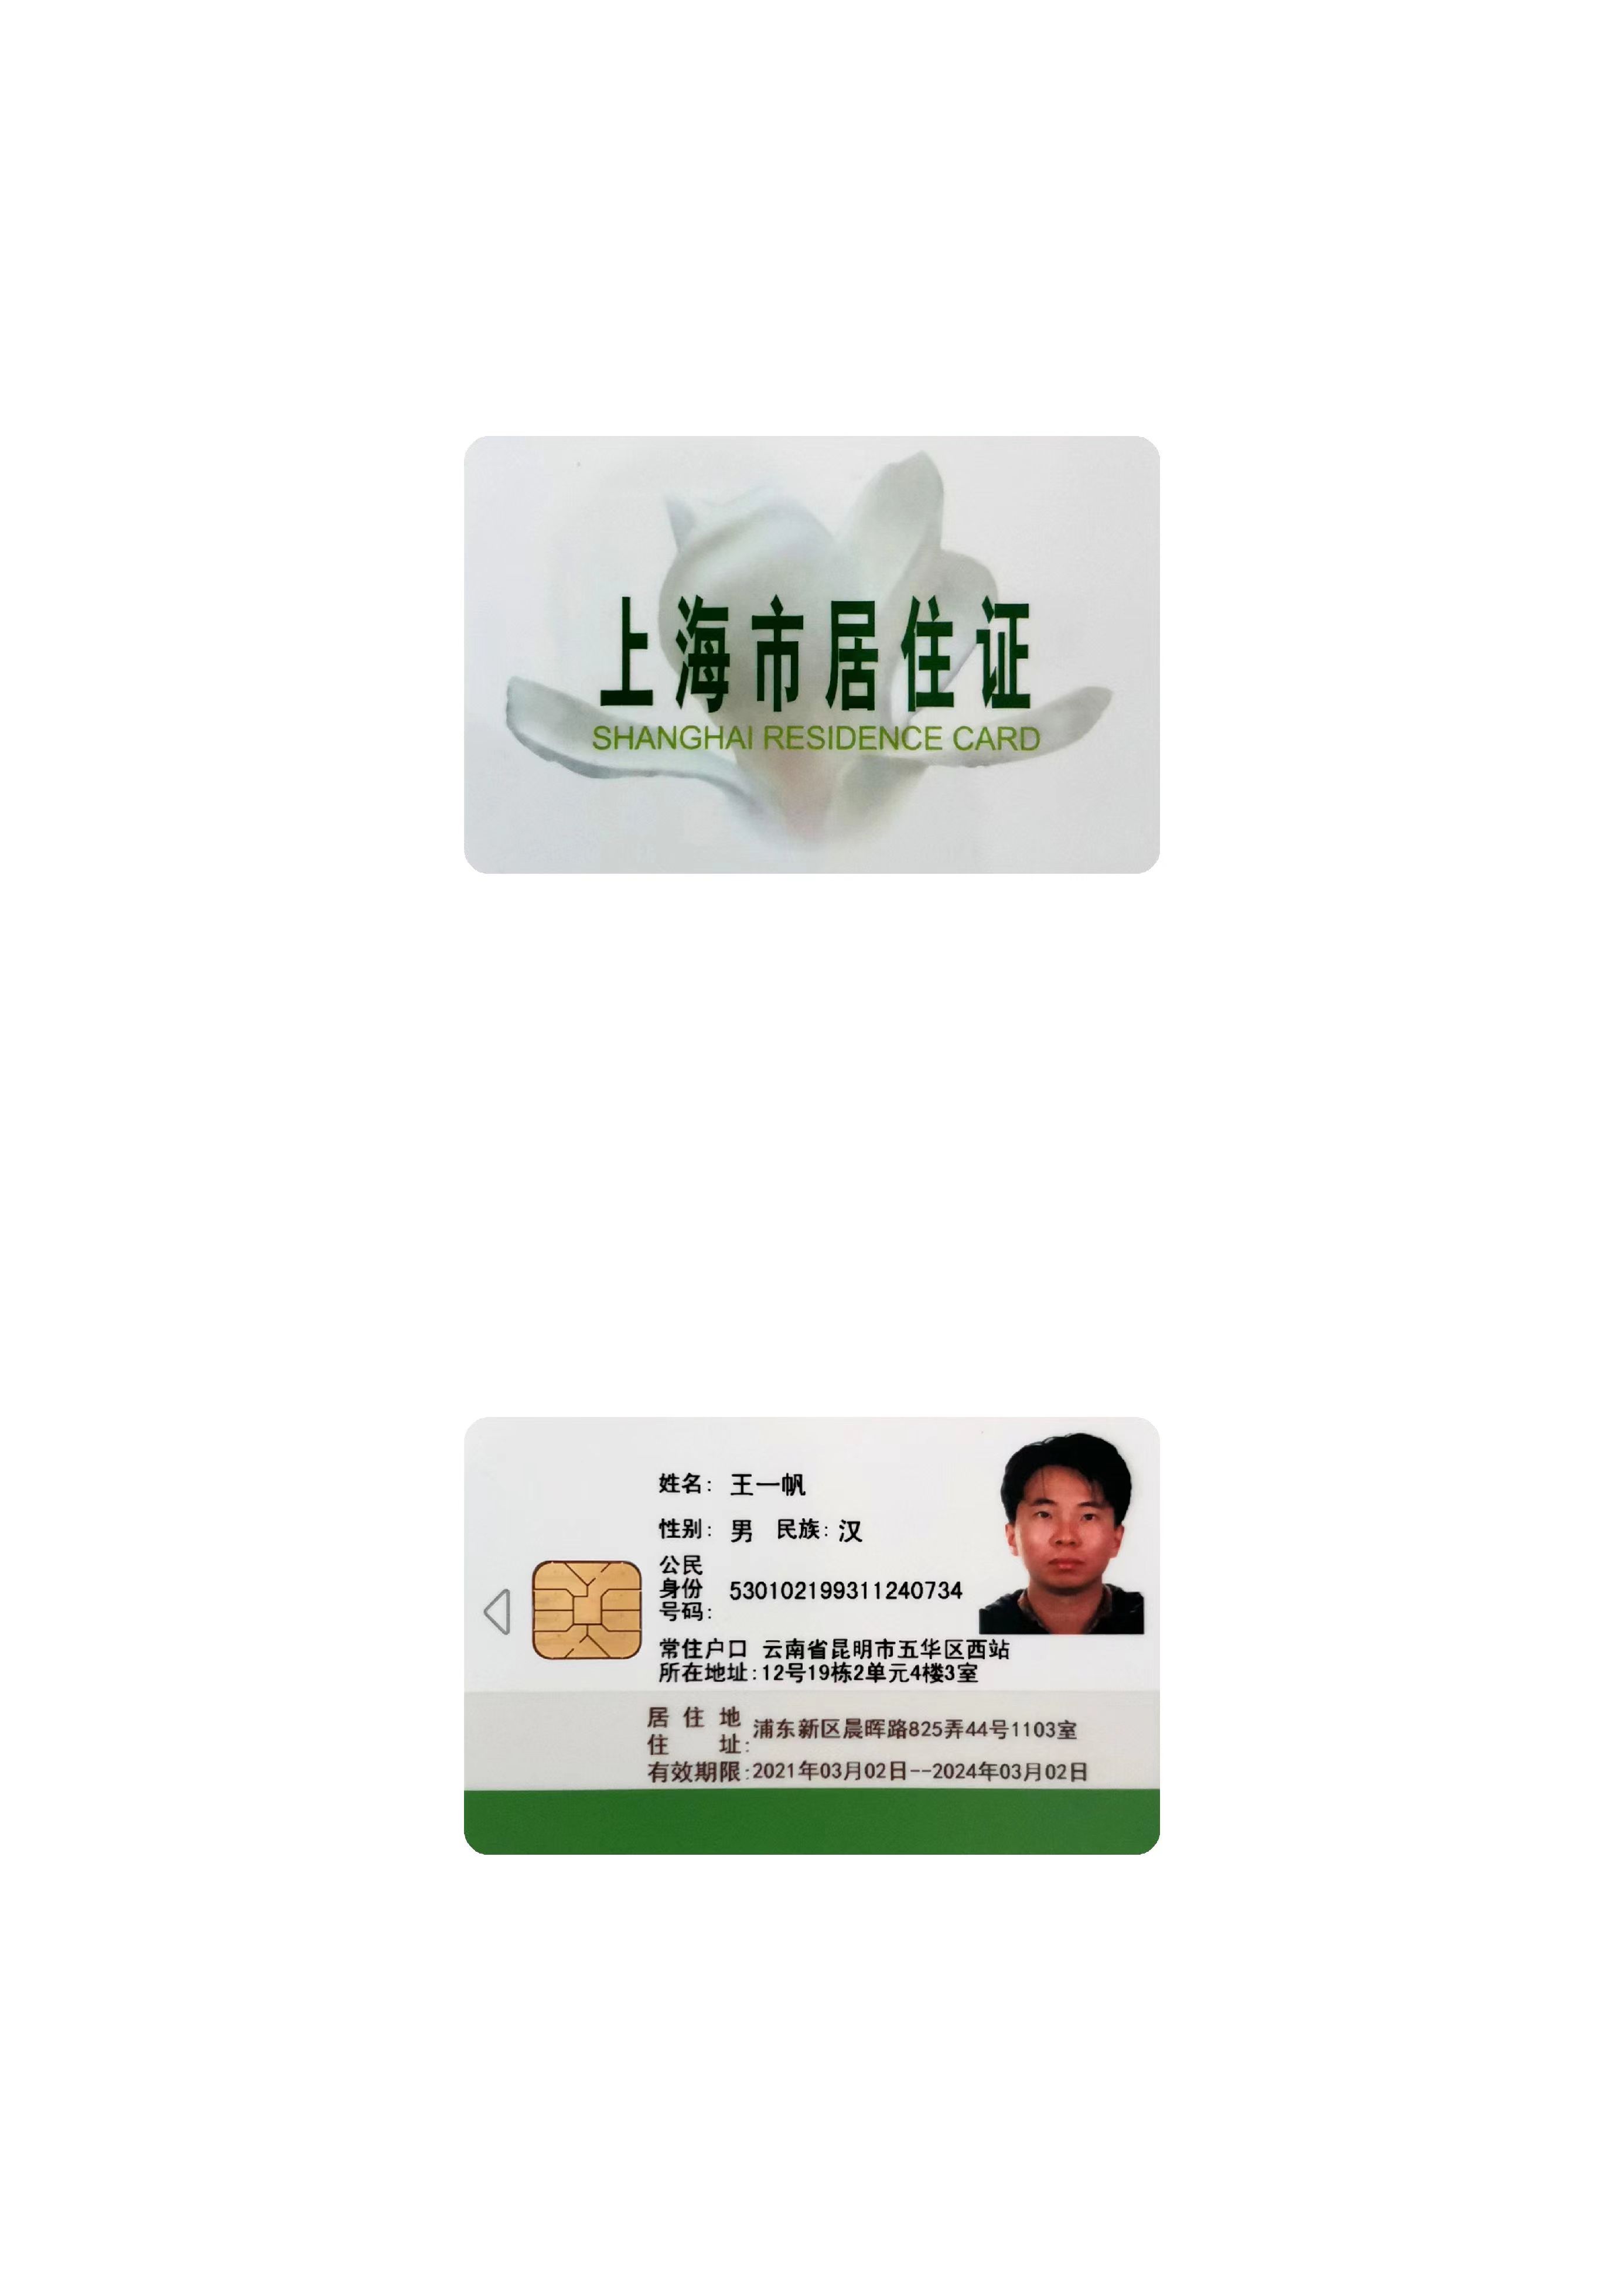 上海市居住证
SHANGHAI RESIDENCE CARD
姓名: 王一帆
性别: 男 民族: 汉
公民
身份
号码: 530102199311240734
常住户口 云南省昆明市五华区西站
所在地址:12号19栋2单元4楼3室
居住地
住址: 浦东新区晨晖路825弄44号1103室
有效期限:2021年03月02日--2024年03月02日